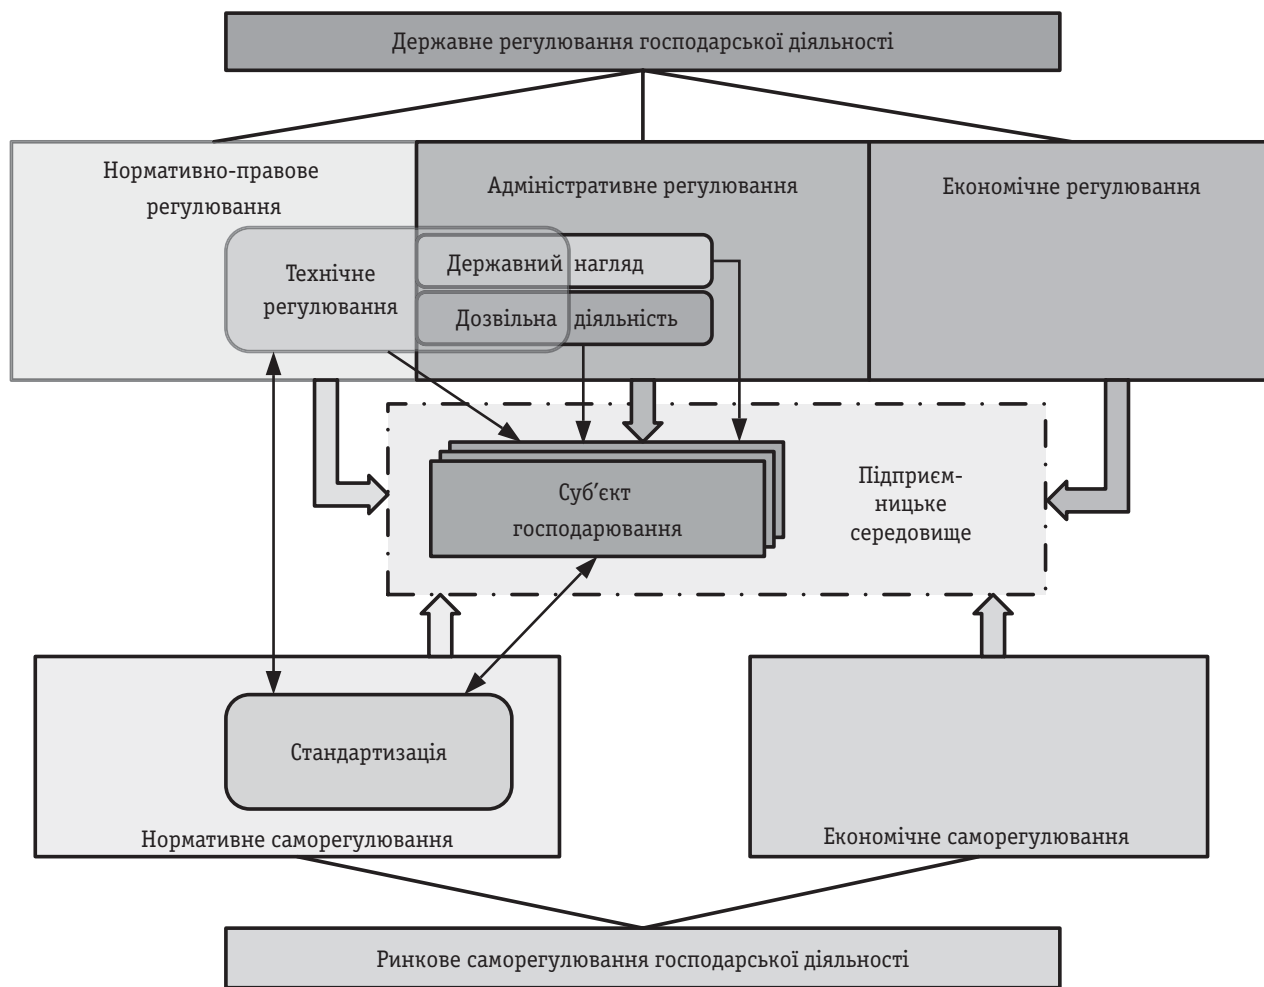 Державне регулювання господарської діяльності
Нормативно-правове
регулювання
Адміністративне регулювання
Економічне регулювання
Технічне
регулювання
Державний нагляд
Дозвільна діяльність
Суб′єкт
господарювання
Підприєм-
ницьке
середовище
Стандартизація
Нормативне саморегулювання
Економічне саморегулювання
Ринкове саморегулювання господарської діяльності